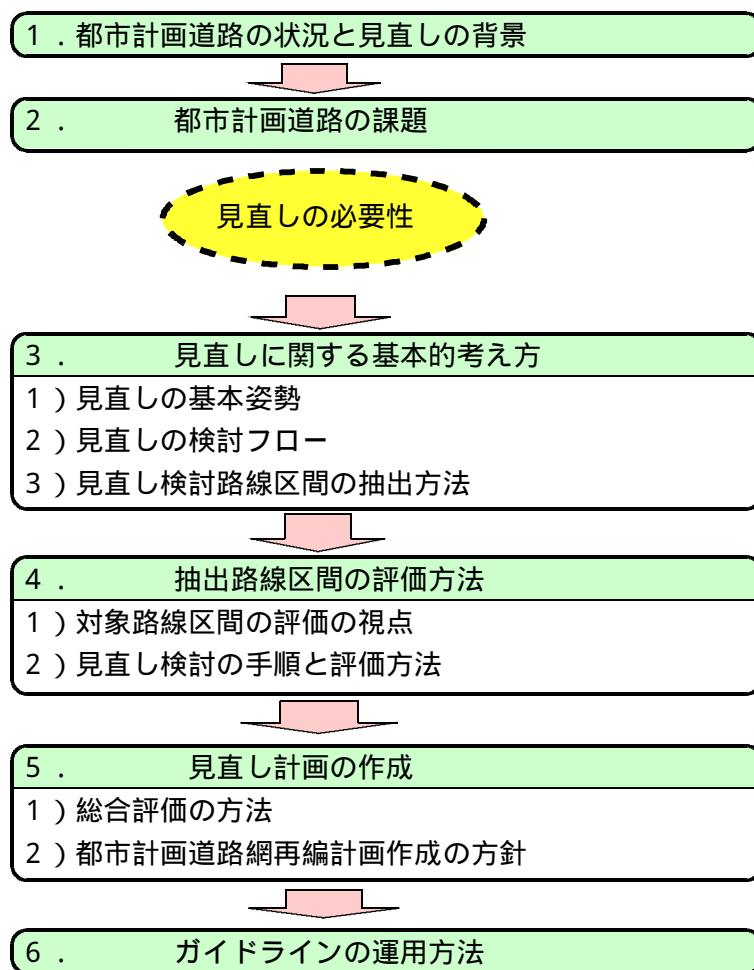 1．都市計画道路の状況と見直しの背景
2． 都市計画道路の課題
見直しの必要性
3． 見直しに関する基本的考え方
1）見直しの基本姿勢
2）見直しの検討フロー
3）見直し検討路線区間の抽出方法
4． 抽出路線区間の評価方法
1）対象路線区間の評価の視点
2）見直し検討の手順と評価方法
5． 見直し計画の作成
1）総合評価の方法
2）都市計画道路網再編計画作成の方針
6． ガイドラインの運用方法